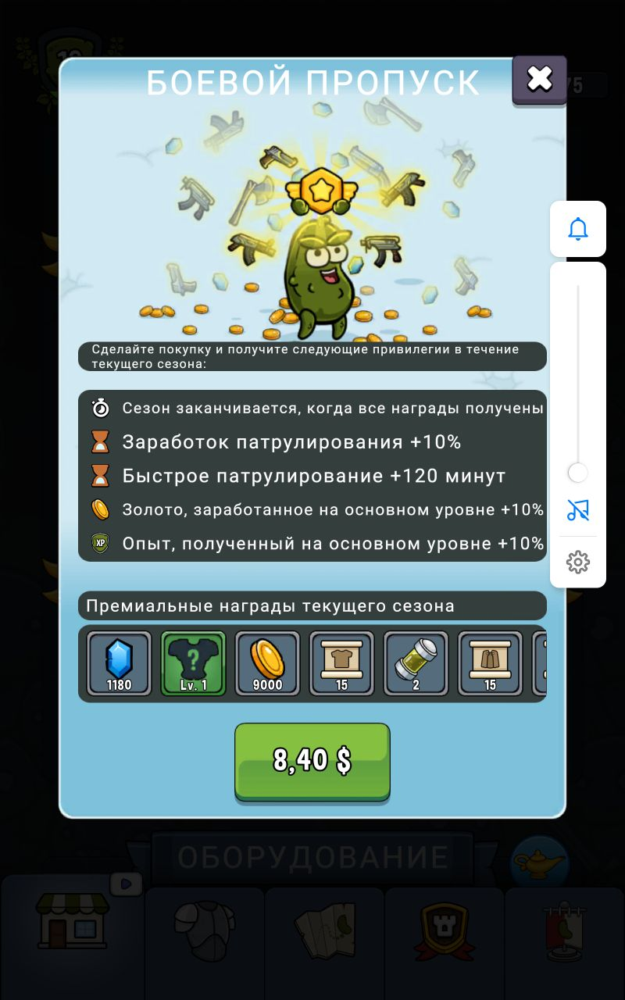 БОЕВОЙ ПРОПУСК
Сделайте покупку и получите следующие привилегии в течение
текущего сезона:
Сезон заканчивается, когда все награды получены
Заработок патрулирования +10%
Быстрое патрулирование +120 минут
Золото, заработанное на основном уровне +10%
XP
Опыт, полученный на основном уровне +10%
Премиальные награды текущего сезона
1180
?
Lv. 1
9000
15
2
15
8,40 $
ОБОРУДОВАНИЕ